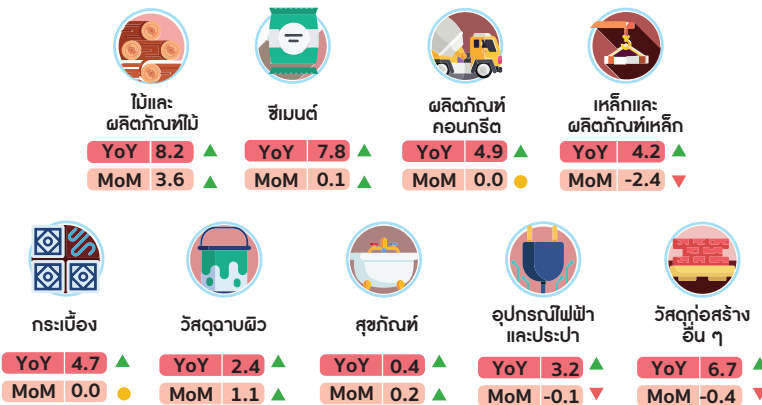 ไม้และ
ผลิตภัณฑ์ไม้
YoY 8.2
MoM 3.6
ซีเมนต์
YoY 7.8
MoM 0.1
ผลิตภัณฑ์
คอนกรีต
YoY 4.9
MoM 0.0
เหล็กและ
ผลิตภัณฑ์เหล็ก
YoY 4.2
MoM -2.4
กระเบื้อง
YoY 4.7
MoM 0.0
วัสดุฉาบผิว
YoY 2.4
MoM 1.1
สุขภัณฑ์
YoY 0.4
MoM 0.2
อุปกรณ์ไฟฟ้า
และประปา
YoY 3.2
MoM -0.1
วัสดุก่อสร้าง
อื่น ๆ
YoY 6.7
MoM -0.4